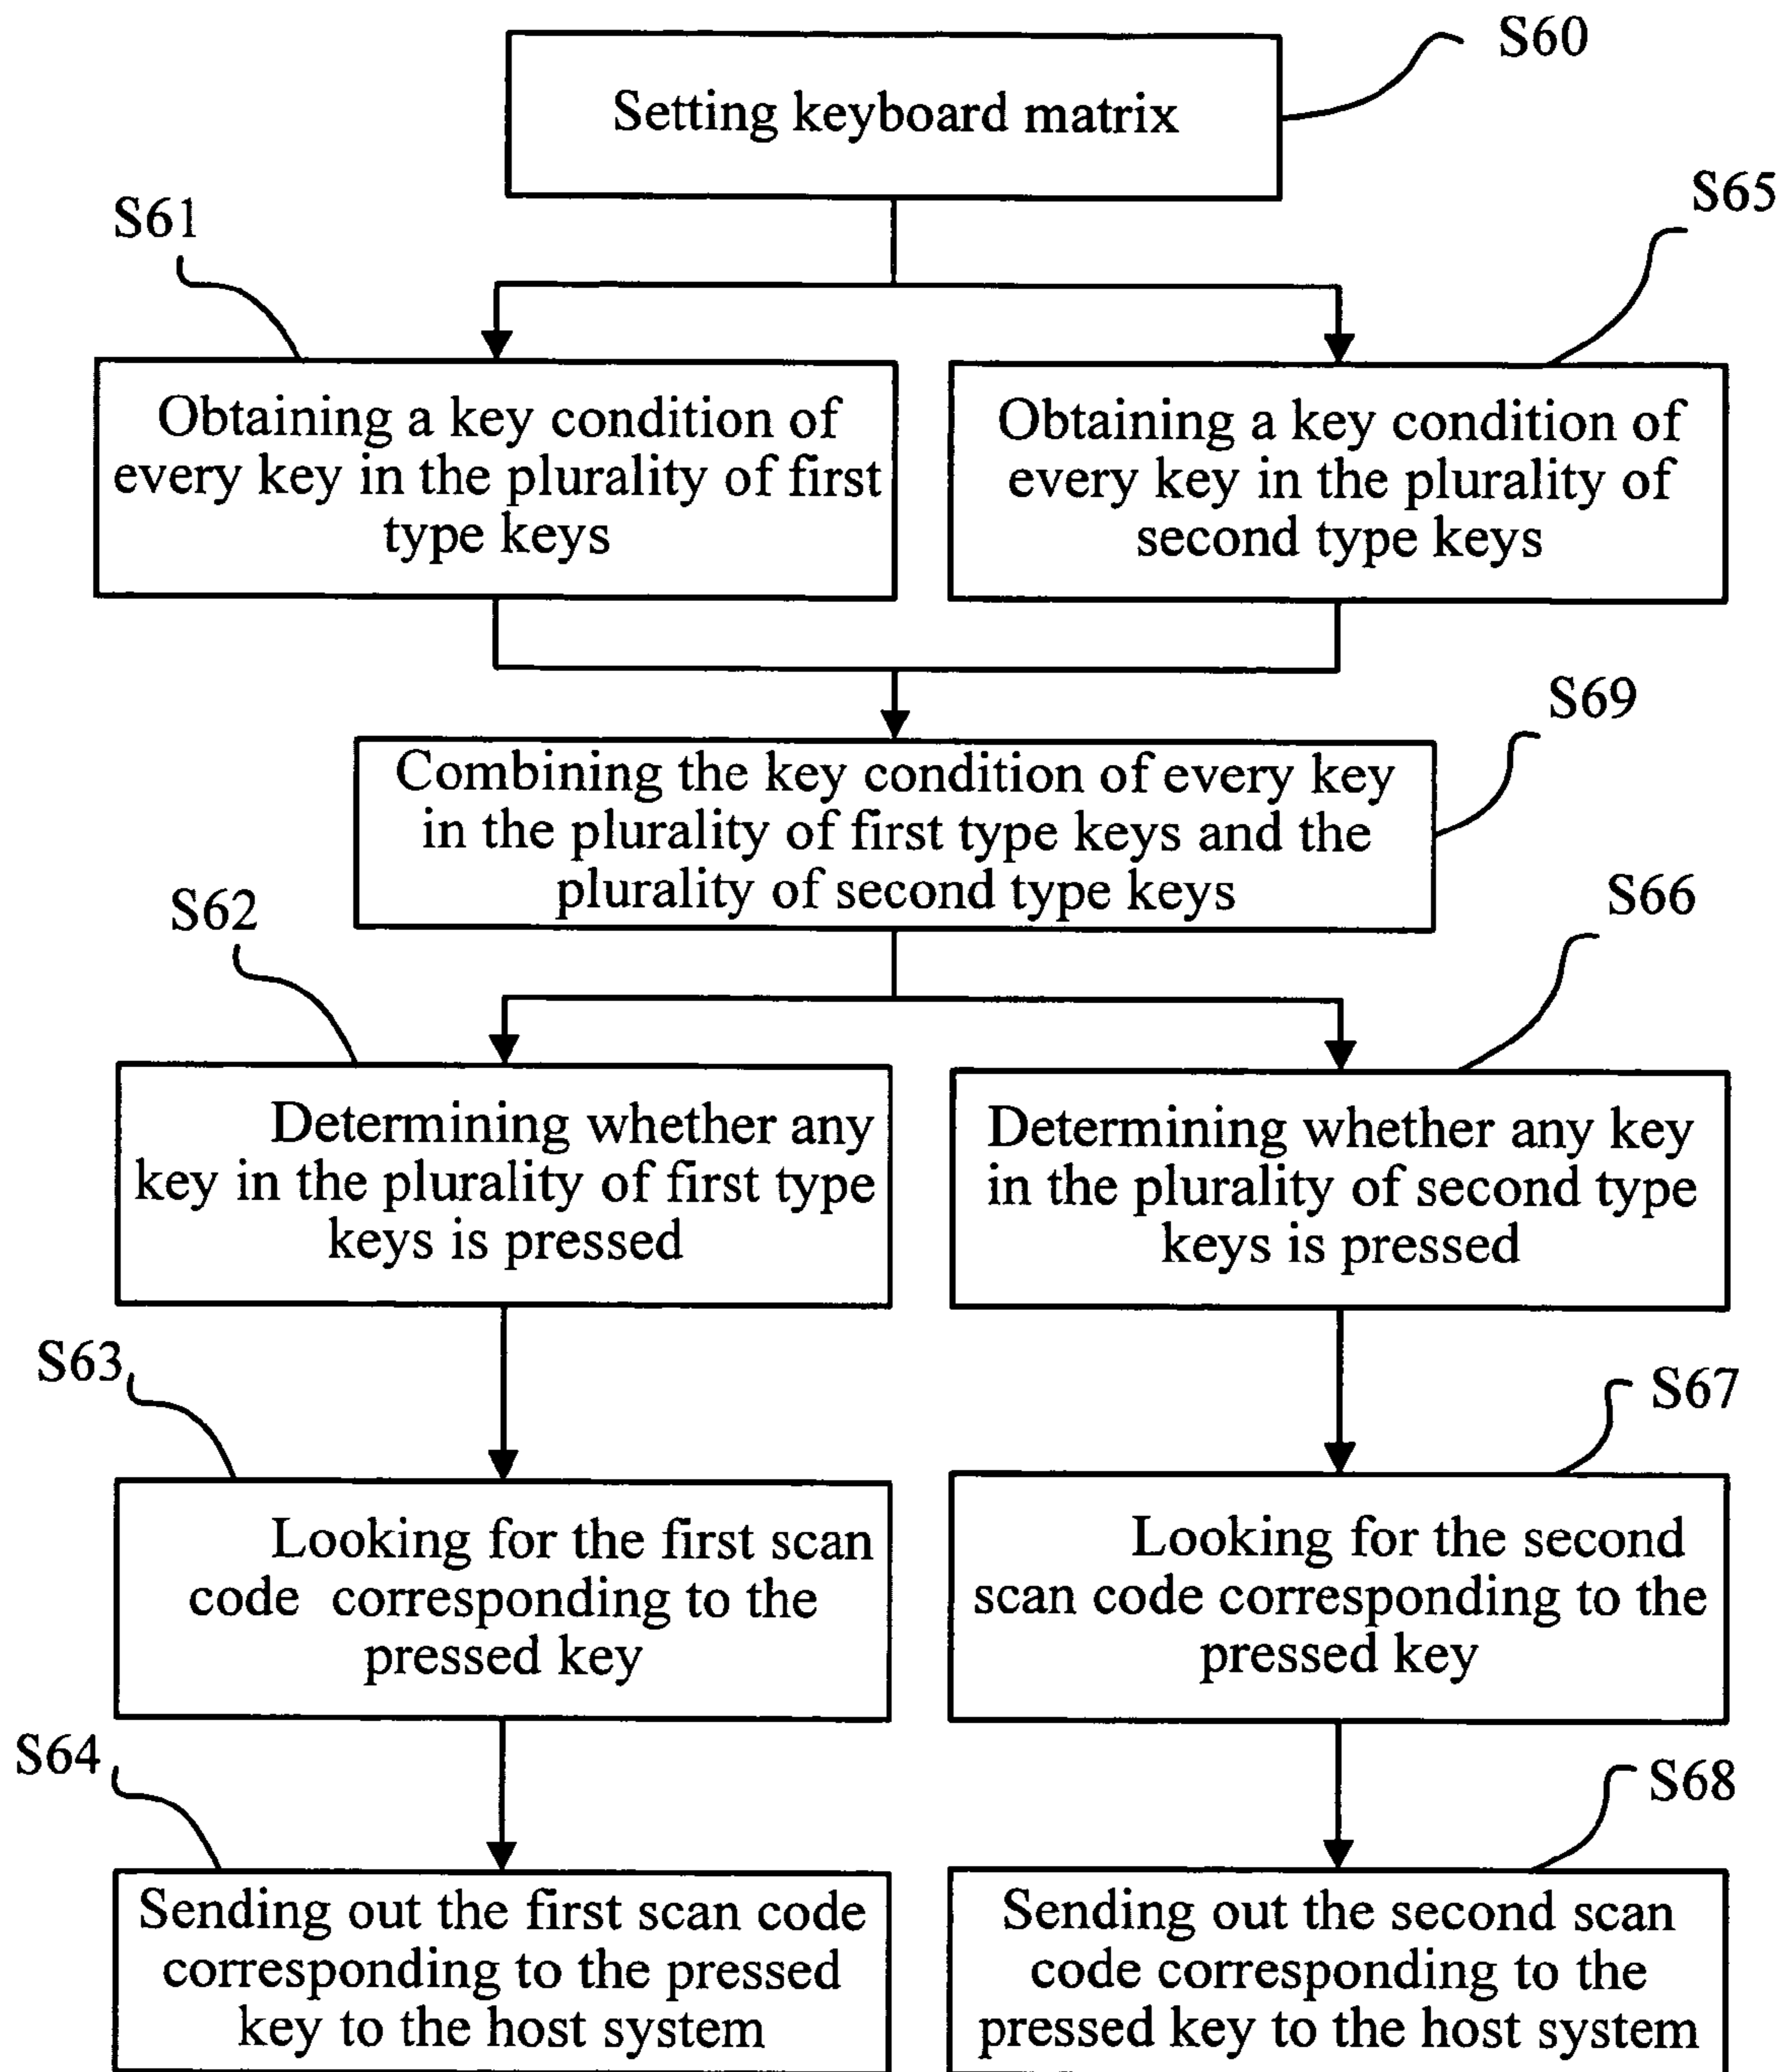 S60
Setting keyboard matrix
S61
S65
Obtaining a key condition of
every key in the plurality of first
type keys
Obtaining a key condition of
every key in the plurality of
second type keys
S69
Combining the key condition of every key
in the plurality of first type keys and the
plurality of second type keys
S62
S66
Determining whether any
key in the plurality of first type
keys is pressed
Determining whether any key
in the plurality of second type
keys is pressed
S63
S67
Looking for the first scan
code corresponding to the
pressed key
Looking for the second
scan code corresponding to the
pressed key
S64
S68
Sending out the first scan code
corresponding to the pressed
key to the host system
Sending out the second scan
code corresponding to the
pressed key to the host system